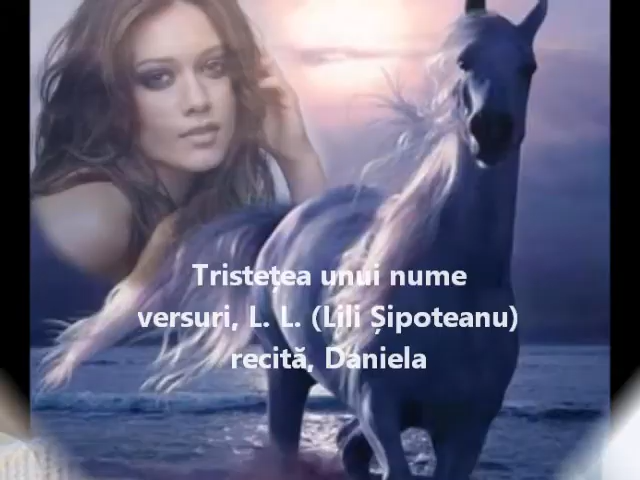 Tristețea unui nume
versuri, L. L. (Lili Șipoteanu)
recită, Daniela